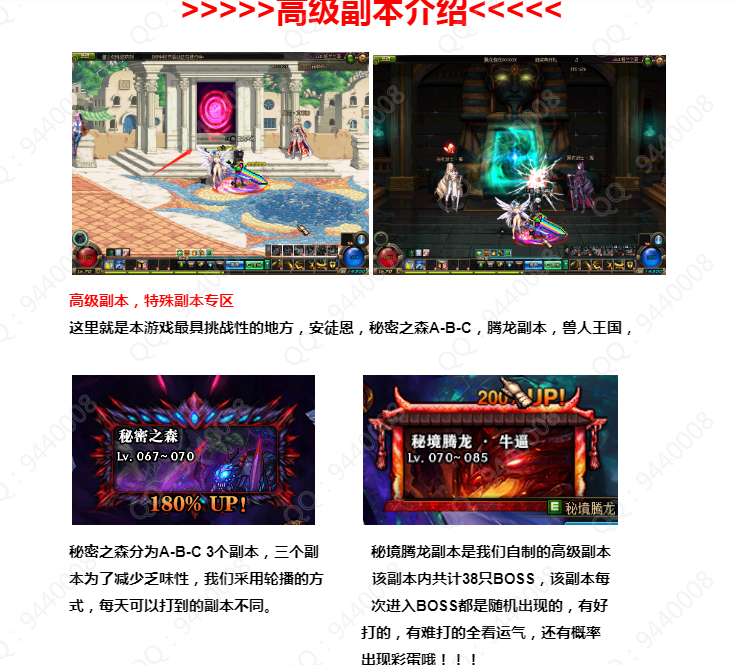 >>>>>高级副本介绍<<<<<
高级副本，特殊副本专区
这里就是本游戏最具挑战性的地方，安徒恩，秘密之森A-B-C，腾龙副本，兽人王国，
秘密之森
Lv. 067~070
180% UP!
UP!
秘境腾龙 · 牛逼
Lv. 070~085
E 秘境腾龙
秘密之森分为A-B-C 3个副本，三个副
本为了减少乏味性，我们采用轮播的方
式，每天可以打到的副本不同。
秘境腾龙副本是我们自制的高级副本
该副本内共计38只BOSS，该副本每
次进入BOSS都是随机出现的，有好
打的，有难打的全看运气，还有概率
出现彩蛋哦！！！
QQ：9440008